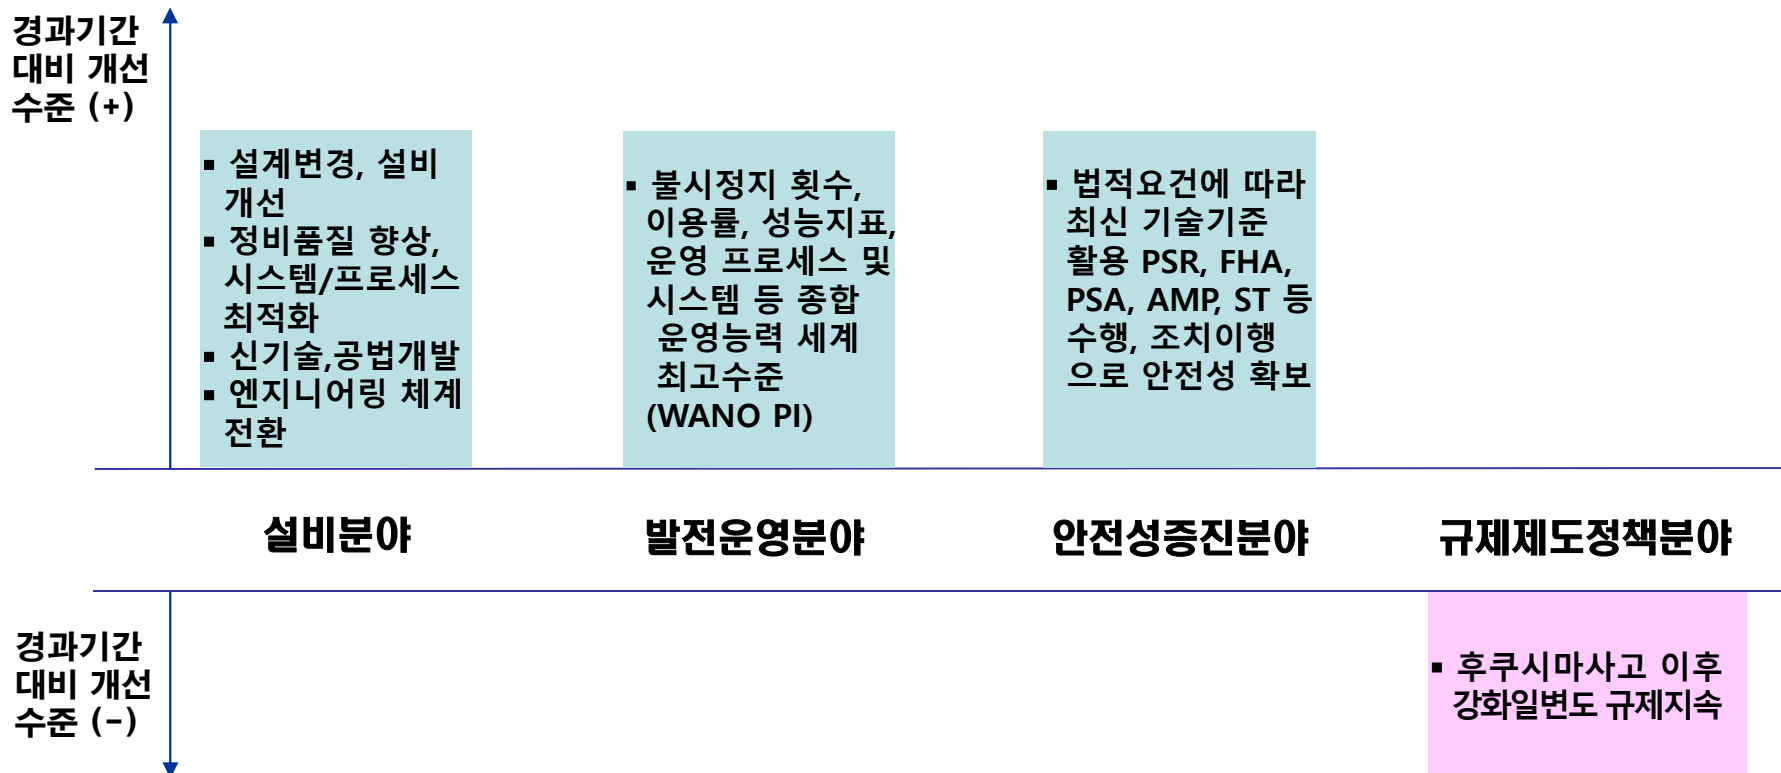 경과기간
대비 개선
수준 (+)
▪ 설계변경, 설비
개선
▪ 정비품질 향상,
시스템/프로세스
최적화
▪ 신기술,공법개발
▪ 엔지니어링 체계
전환
▪ 불시정지 횟수,
이용률, 성능지표,
운영 프로세스 및
시스템 등 종합
운영능력 세계
최고수준
(WANO PI)
▪ 법적요건에 따라
최신 기술기준
활용 PSR, FHA,
PSA, AMP, ST 등
수행, 조치이행
으로 안전성 확보
설비분야
발전운영분야
안전성증진분야
규제제도정책분야
경과기간
대비 개선
수준 (-)
▪ 후쿠시마사고 이후
강화일변도 규제지속